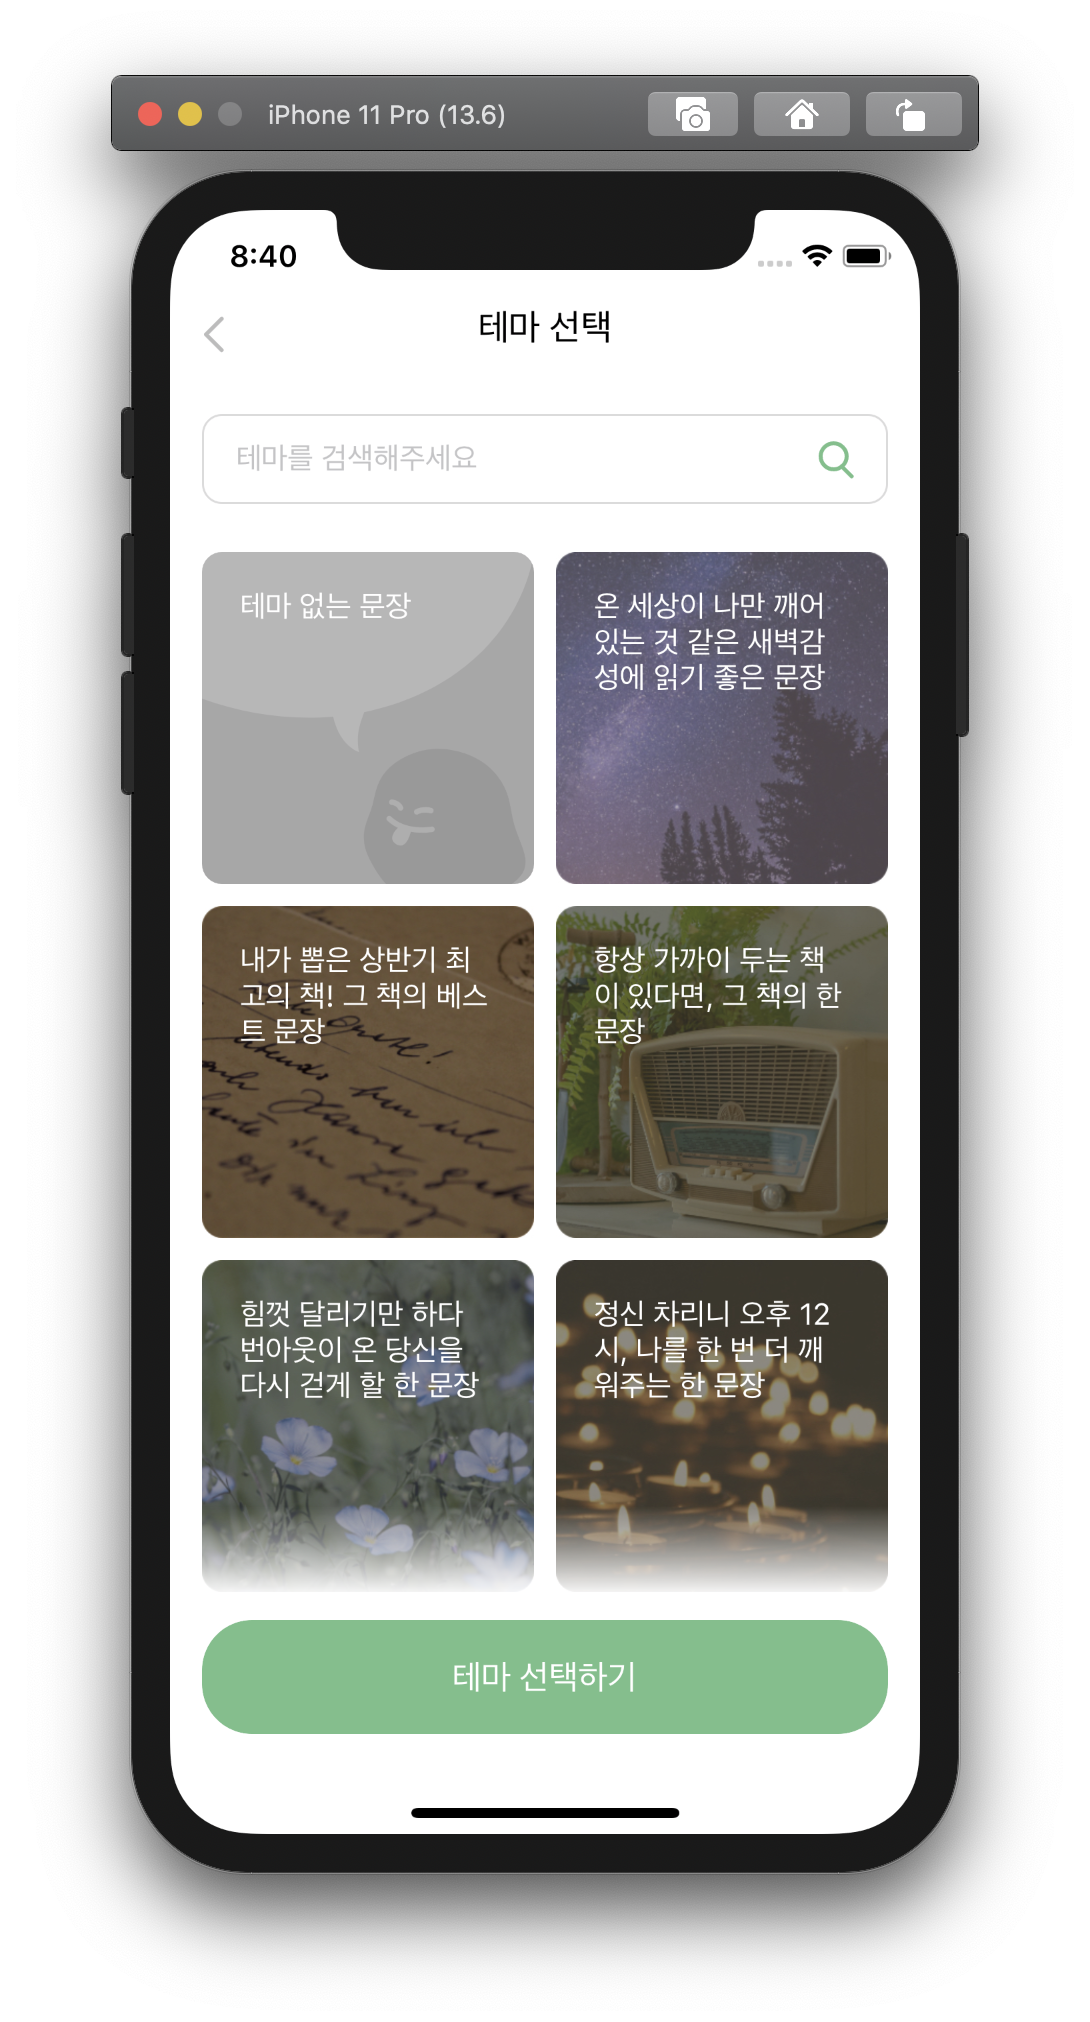 iPhone 11 Pro (13.6)
8:40
테마 선택
테마를 검색해주세요
테마 없는 문장
온 세상이 나만 깨어
있는 것 같은 새벽감
성에 읽기 좋은 문장
내가 뽑은 상반기 최
고의 책! 그 책의 베스
트 문장
항상 가까이 두는 책
이 있다면, 그 책의 한
문장
힘껏 달리기만 하다
번아웃이 온 당신을
다시 걷게 할 한 문장
정신 차리니 오후 12
시, 나를 한 번 더 깨
워주는 한 문장
테마 선택하기